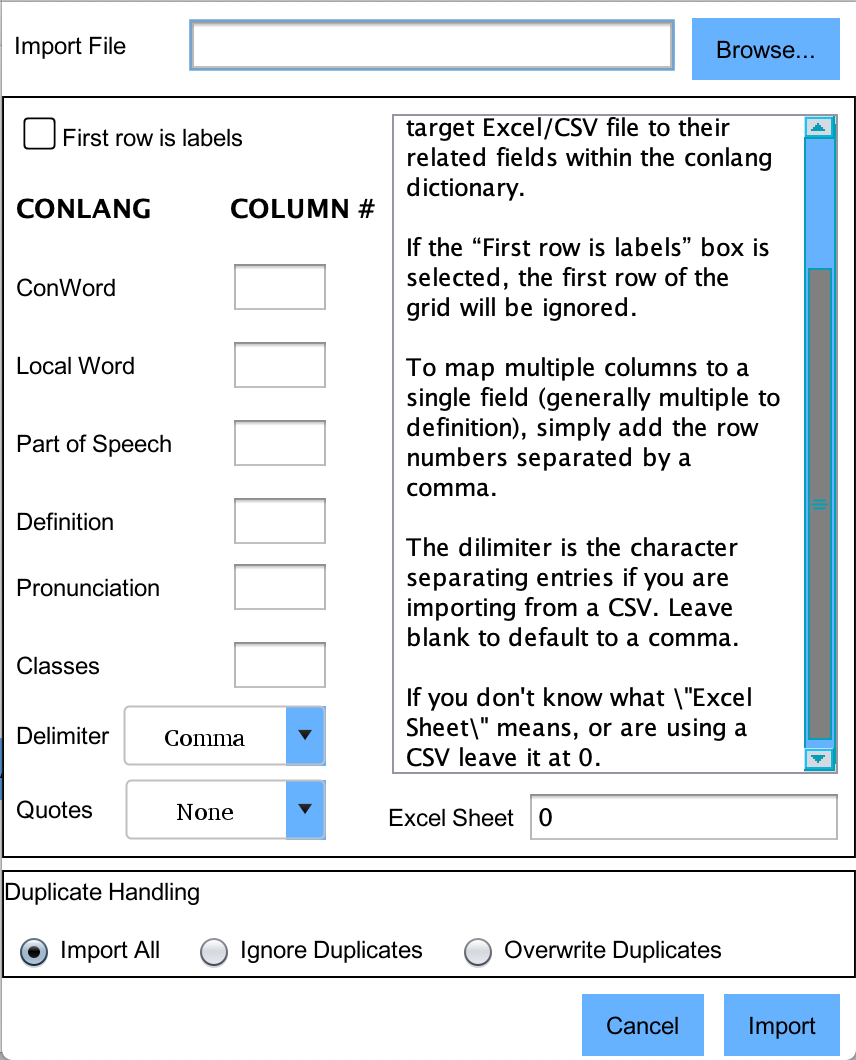 Import File
Browse...
First row is labels
CONLANG COLUMN #
ConWord
Local Word
Part of Speech
Definition
Pronunciation
Classes
Delimiter Comma
Quotes None
target Excel/CSV file to their
related fields within the conlang
dictionary.
If the “First row is labels” box is
selected, the first row of the
grid will be ignored.
To map multiple columns to a
single field (generally multiple to
definition), simply add the row
numbers separated by a
comma.
The dilimiter is the character
separating entries if you are
importing from a CSV. Leave
blank to default to a comma.
If you don't know what \"Excel
Sheet\" means, or are using a
CSV leave it at 0.
Excel Sheet 0
Duplicate Handling
Import All Ignore Duplicates Overwrite Duplicates
Cancel Import